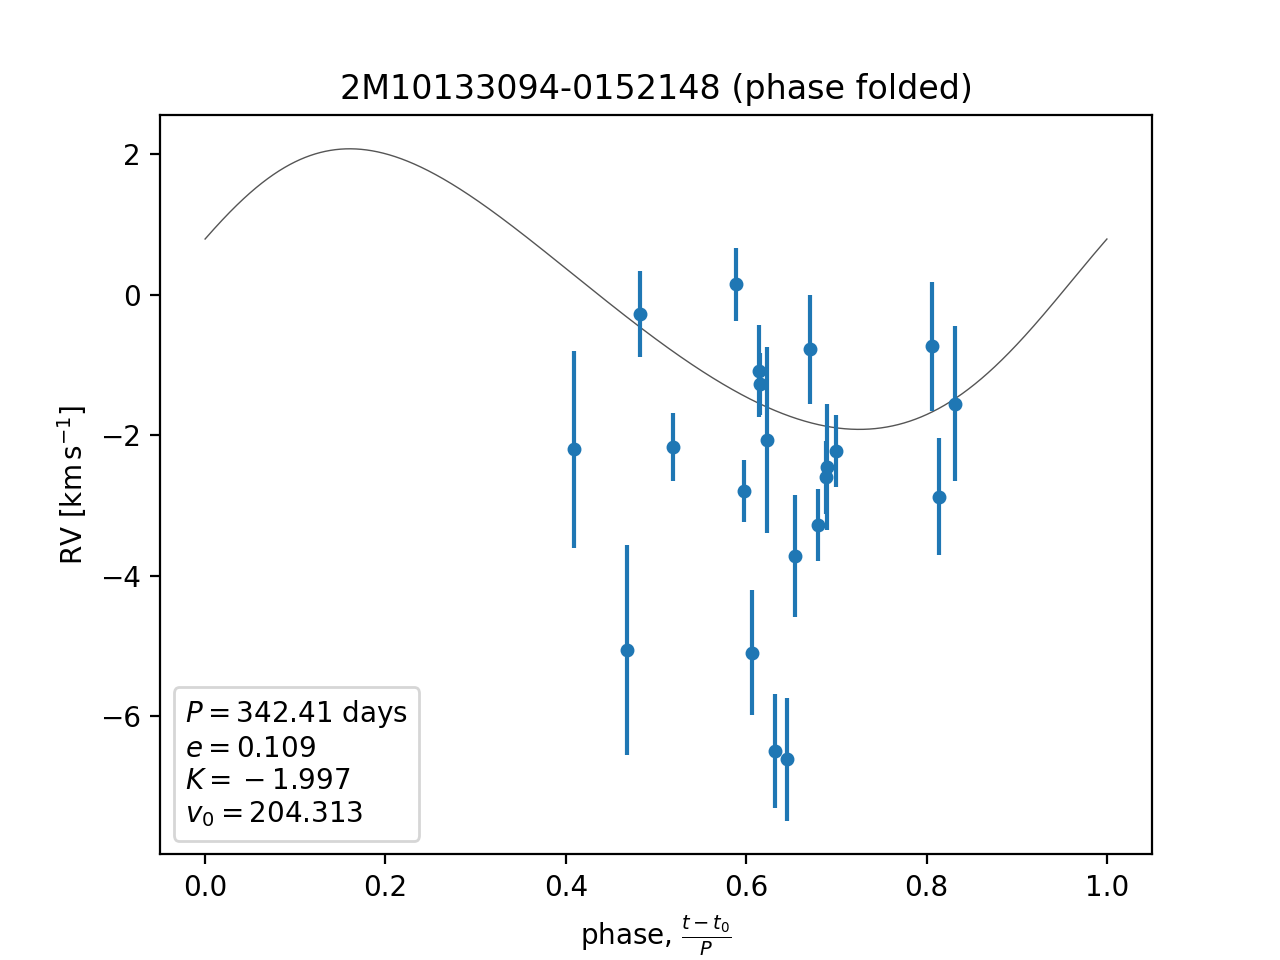 2M10133094-0152148 (phase folded)
2
0
−2
−4
−6
RV [km s⁻¹]
P = 342.41 days
e = 0.109
K = −1.997
v₀ = 204.313
0.0 0.2 0.4 0.6 0.8 1.0
phase, (t − t₀)/P